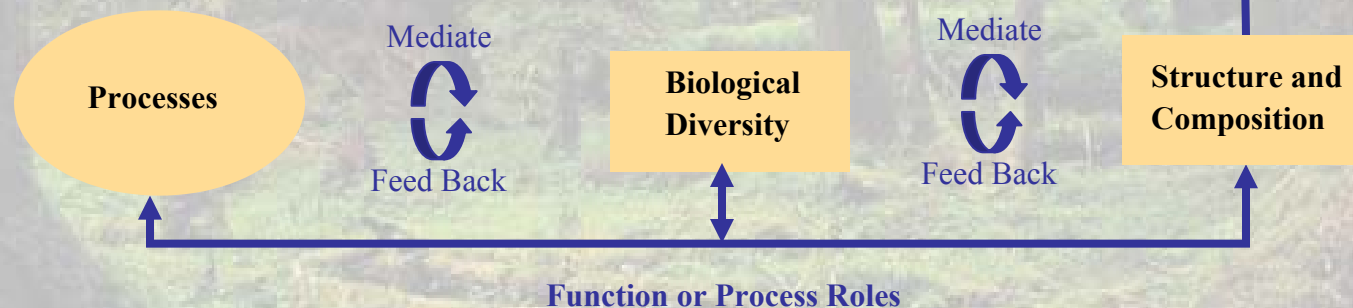 Mediate
Mediate
Processes
Biological
Diversity
Structure and
Composition
Feed Back
Feed Back
Function or Process Roles